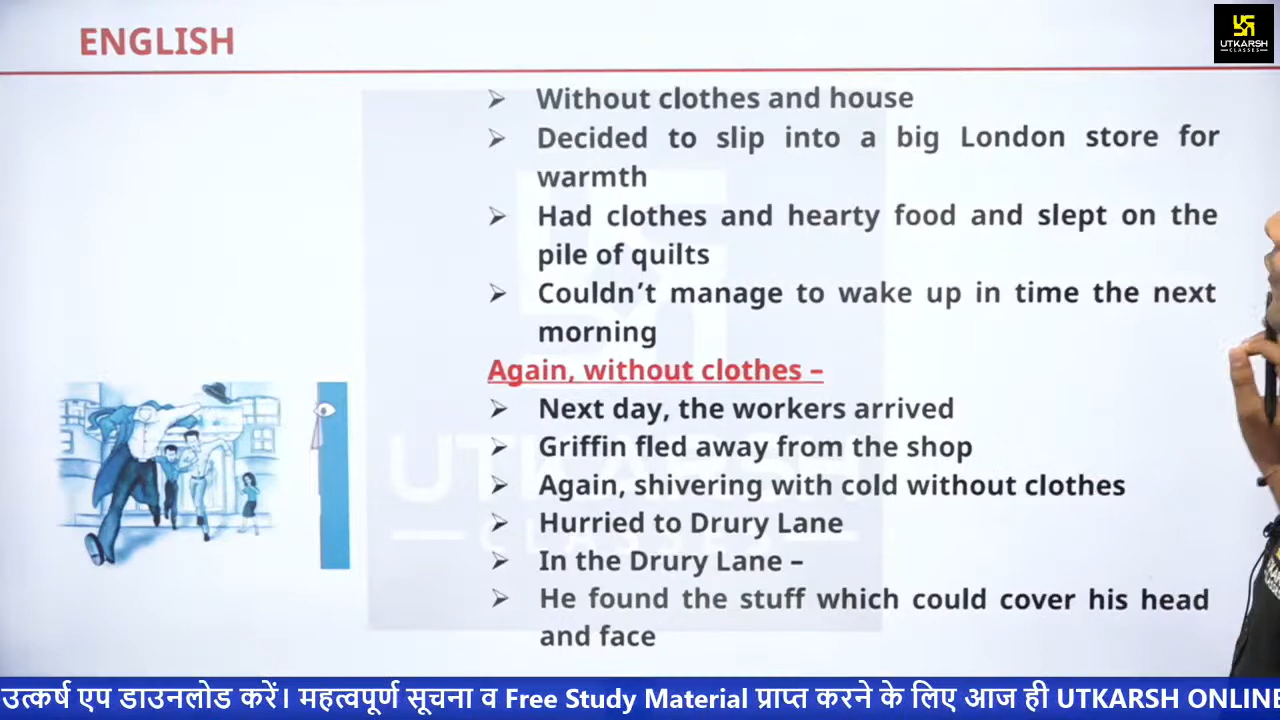 ENGLISH
UTKARSH
CLASSES
➢ Without clothes and house
➢ Decided to slip into a big London store for
warmth
➢ Had clothes and hearty food and slept on the
pile of quilts
➢ Couldn’t manage to wake up in time the next
morning
Again, without clothes –
➢ Next day, the workers arrived
➢ Griffin fled away from the shop
➢ Again, shivering with cold without clothes
➢ Hurried to Drury Lane
➢ In the Drury Lane –
➢ He found the stuff which could cover his head
and face
UTKARSH
CLASSES
उत्कर्ष एप डाउनलोड करें। महत्वपूर्ण सूचना व Free Study Material प्राप्त करने के लिए आज ही UTKARSH ONLINE